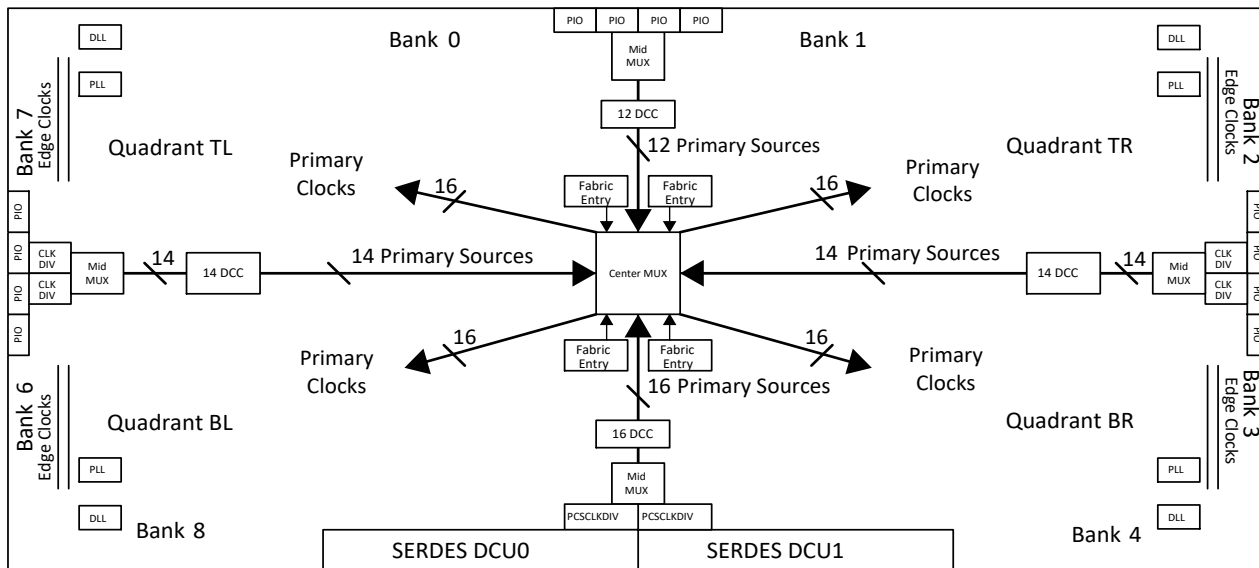 PIO PIO PIO PIO
Bank 0
Bank 1
DLL
DLL
Mid
MUX
PLL
PLL
Bank 7
Edge Clocks
Edge Clocks
Bank 2
12 DCC
Quadrant TL
12 Primary Sources
Quadrant TR
Primary
Clocks
16
Fabric
Entry
Fabric
Entry
16
Primary
Clocks
PIO
PIO
PIO
PIO
CLK
DIV
CLK
DIV
Mid
MUX
14
14 DCC
14 Primary Sources
Center MUX
14 Primary Sources
14 DCC
14
Mid
MUX
CLK
DIV
CLK
DIV
PIO
PIO
PIO
PIO
Primary
Clocks
16
Fabric
Entry
Fabric
Entry
16
Primary
Clocks
16 Primary Sources
Bank 6
Edge Clocks
Edge Clocks
Bank 3
Quadrant BL
Quadrant BR
16 DCC
PLL
PLL
Mid
MUX
DLL
DLL
Bank 8
PCSCLKDIV PCSCLKDIV
Bank 4
SERDES DCU0
SERDES DCU1